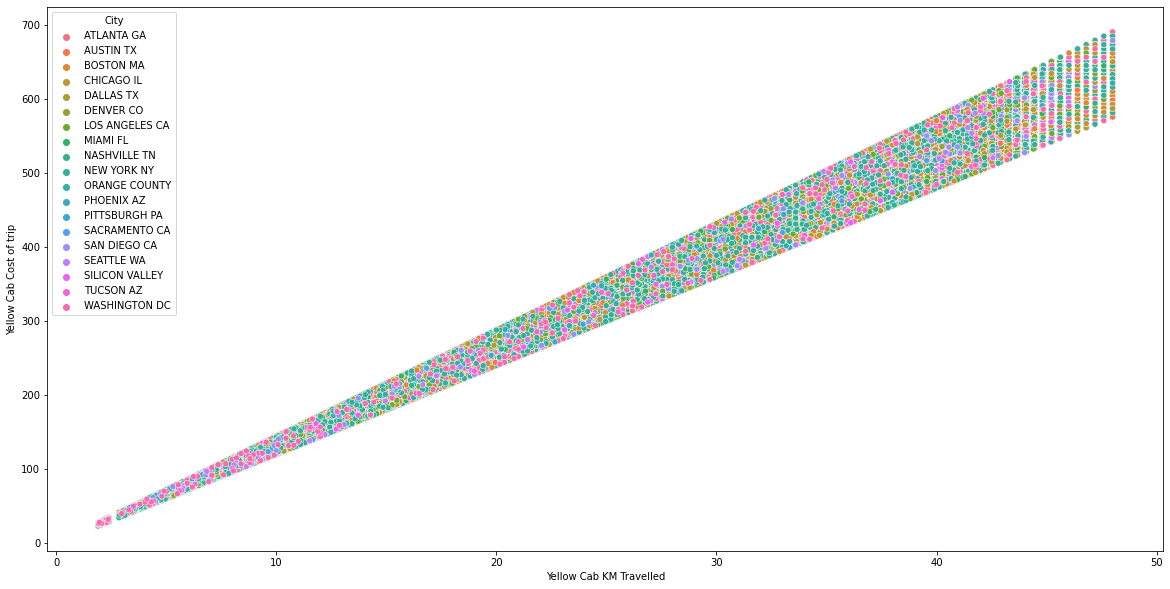 City
ATLANTA GA
AUSTIN TX
BOSTON MA
CHICAGO IL
DALLAS TX
DENVER CO
LOS ANGELES CA
MIAMI FL
NASHVILLE TN
NEW YORK NY
ORANGE COUNTY
PHOENIX AZ
PITTSBURGH PA
SACRAMENTO CA
SAN DIEGO CA
SEATTLE WA
SILICON VALLEY
TUCSON AZ
WASHINGTON DC
Yellow Cab Cost of trip
700
600
500
400
300
200
100
0
0 10 20 30 40 50
Yellow Cab KM Travelled